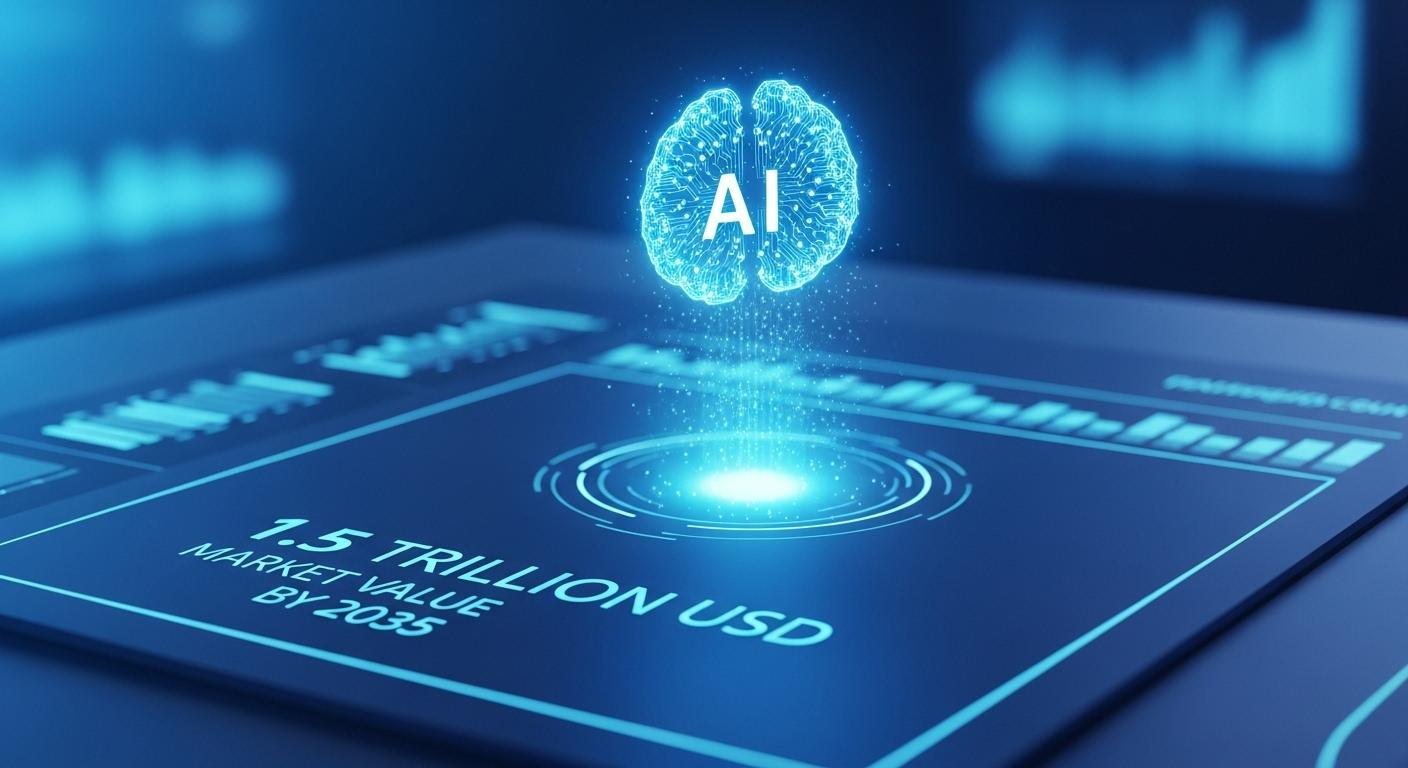 AI
1.5 TRILLION USD
MARKET VALUE
BY 2035